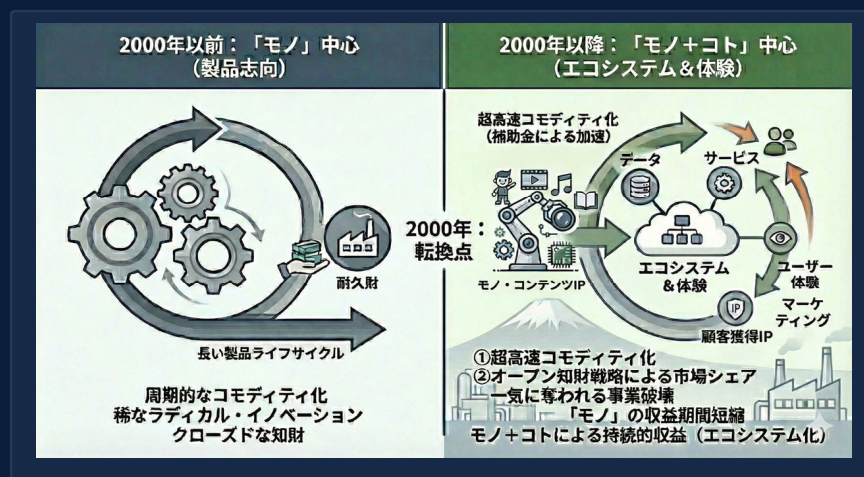 2000年以前：「モノ」中心
（製品志向）
耐久財
長い製品ライフサイクル
周期的なコモディティ化
稀なラディカル・イノベーション
クローズドな知財
2000年：
転換点
2000年以降：「モノ＋コト」中心
（エコシステム＆体験）
超高速コモディティ化
（補助金による加速）
データ
サービス
モノ・コンテンツIP
エコシステム
＆体験
ユーザー
体験
マーケ
ティング
IP
顧客獲得IP
①超高速コモディティ化
②オープン知財戦略による市場シェア
一気に奪われる事業破壊
「モノ」の収益期間短縮
モノ＋コトによる持続的収益（エコシステム化）